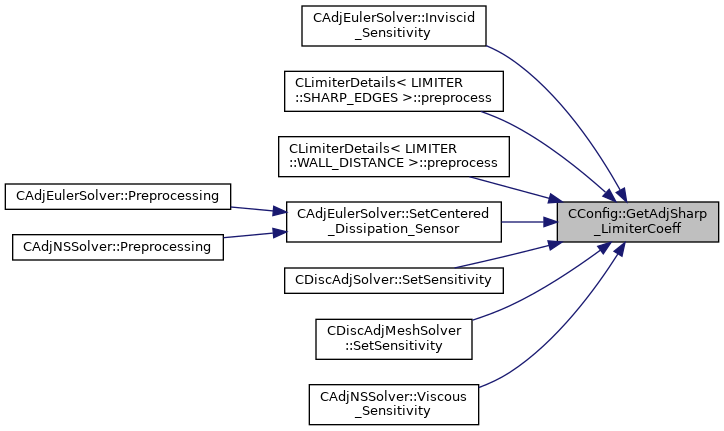 CAdjEulerSolver::Inviscid
_Sensitivity
CLimiterDetails< LIMITER
::SHARP_EDGES >::preprocess
CLimiterDetails< LIMITER
::WALL_DISTANCE >::preprocess
CAdjEulerSolver::Preprocessing
CAdjNSSolver::Preprocessing
CAdjEulerSolver::SetCentered
_Dissipation_Sensor
CConfig::GetAdjSharp
_LimiterCoeff
CDiscAdjSolver::SetSensitivity
CDiscAdjMeshSolver
::SetSensitivity
CAdjNSSolver::Viscous
_Sensitivity